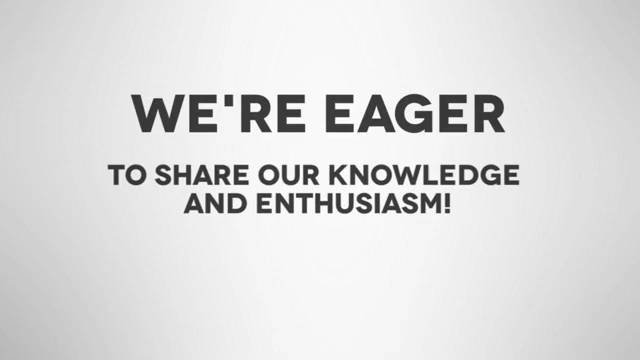 WE'RE EAGER
TO SHARE OUR KNOWLEDGE
AND ENTHUSIASM!